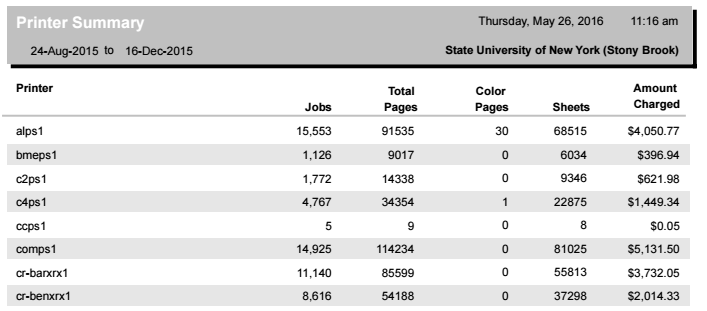 Printer Summary Thursday, May 26, 2016 11:16 am
24-Aug-2015 to 16-Dec-2015 State University of New York (Stony Brook)
Printer Jobs Total Pages Color Pages Sheets Amount Charged
alps1 15,553 91535 30 68515 $4,050.77
bmeps1 1,126 9017 0 6034 $396.94
c2ps1 1,772 14338 0 9346 $621.98
c4ps1 4,767 34354 1 22875 $1,449.34
ccps1 5 9 0 8 $0.05
comps1 14,925 114234 0 81025 $5,131.50
cr-barxrx1 11,140 85599 0 55813 $3,732.05
cr-benxrx1 8,616 54188 0 37298 $2,014.33